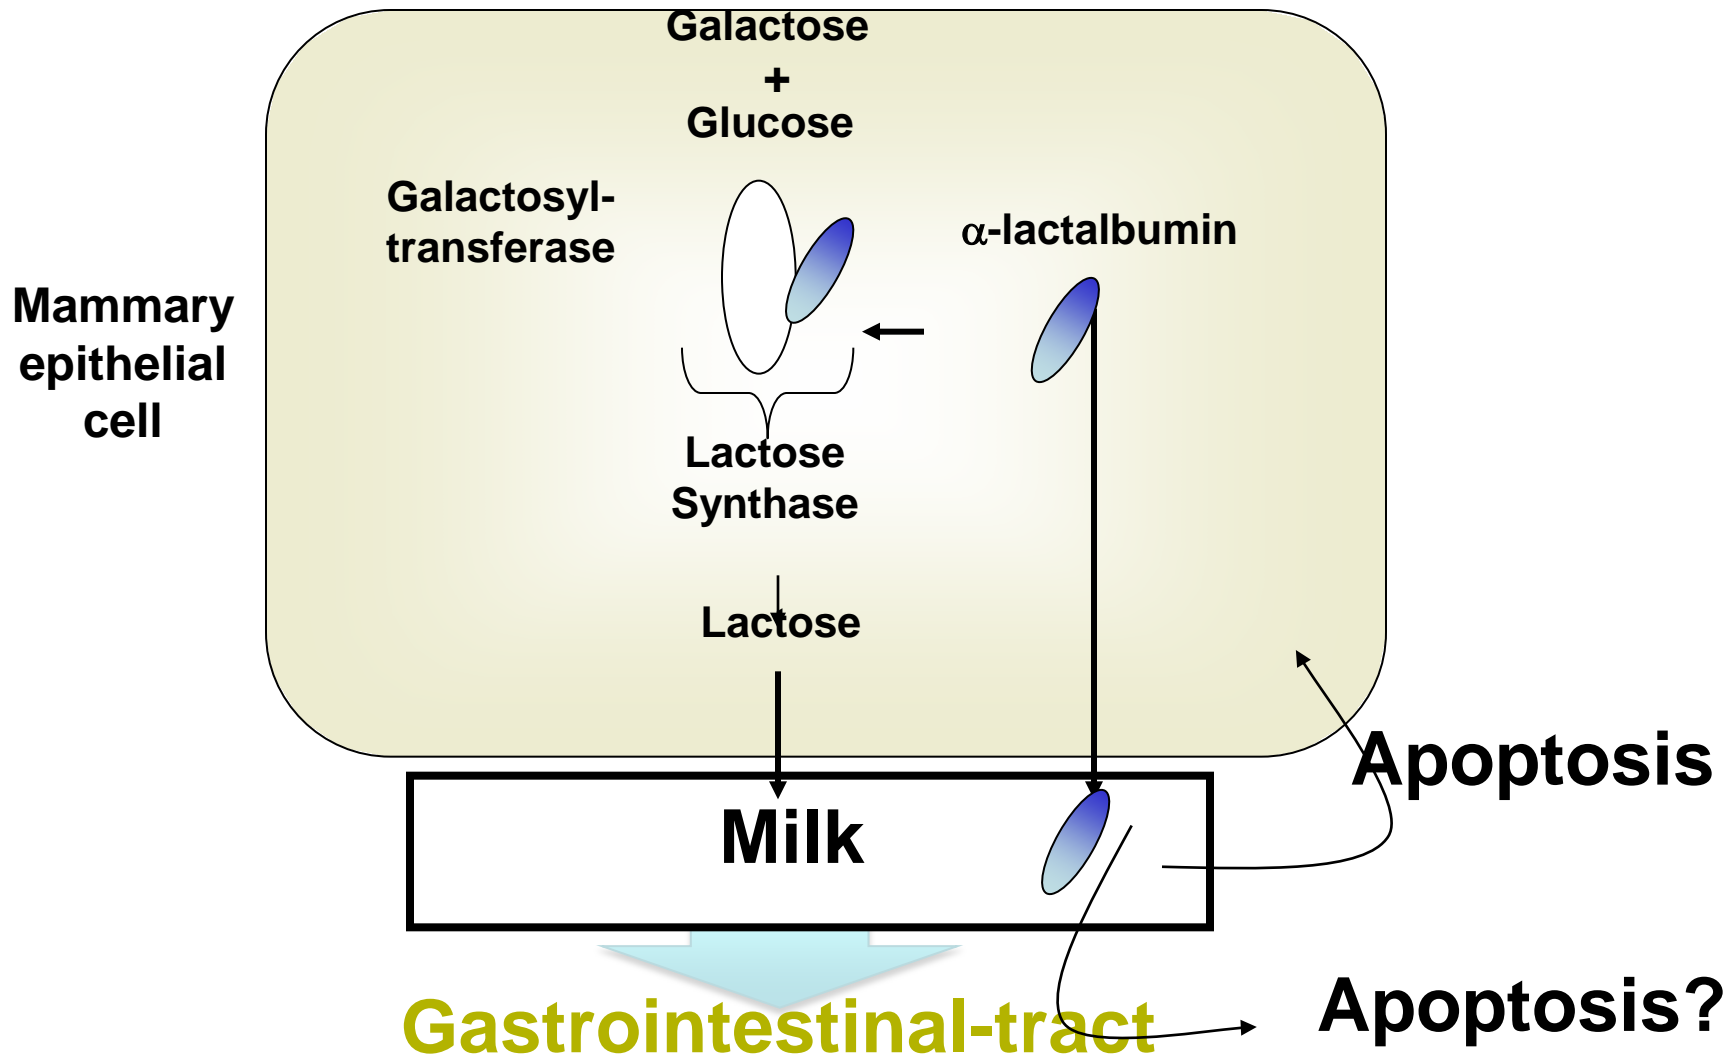 Galactose
+
Glucose
Galactosyl-
transferase
α-lactalbumin
Mammary
epithelial
cell
Lactose
Synthase
Lactose
Apoptosis
Milk
Gastrointestinal-tract
Apoptosis?